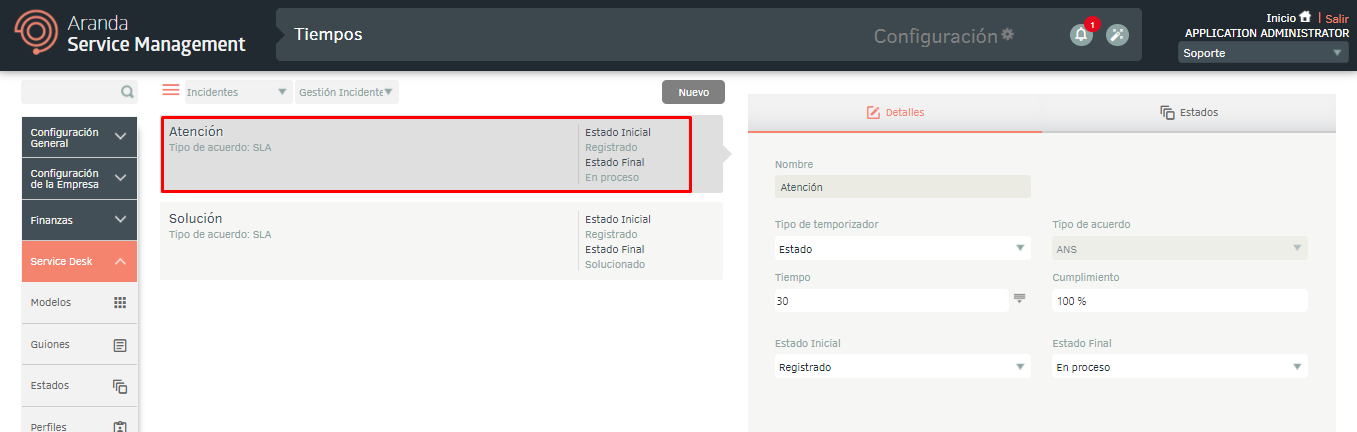 Aranda
Service Management
Tiempos
Configuración
1
Inicio | Salir
APPLICATION ADMINISTRATOR
Soporte
Configuración
General
Configuración
de la Empresa
Finanzas
Service Desk
Modelos
Guiones
Estados
Perfiles
Incidentes
Gestión Incidente
Nuevo
Atención
Tipo de acuerdo: SLA
Estado Inicial
Registrado
Estado Final
En proceso
Solución
Tipo de acuerdo: SLA
Estado Inicial
Registrado
Estado Final
Solucionado
Detalles
Estados
Nombre
Atención
Tipo de temporizador
Estado
Tipo de acuerdo
ANS
Tiempo
30
Cumplimiento
100 %
Estado Inicial
Registrado
Estado Final
En proceso